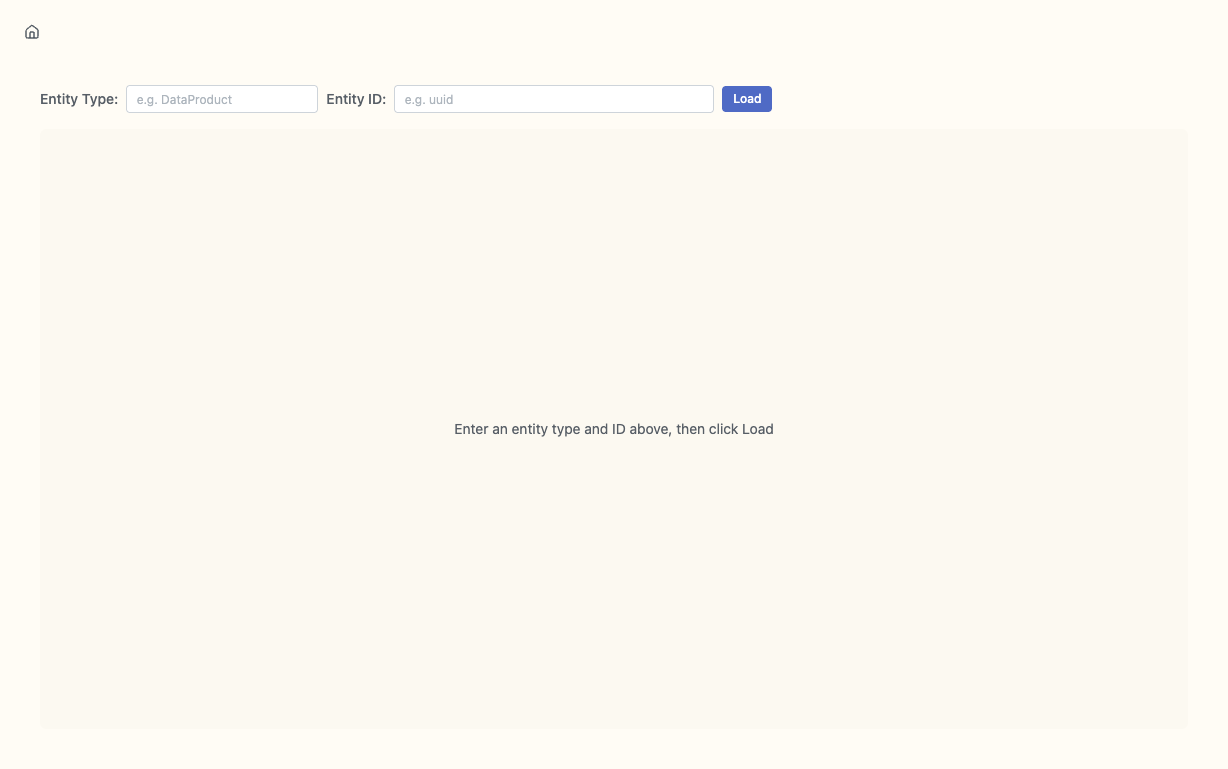 Entity Type: e.g. DataProduct Entity ID: e.g. uuid Load
Enter an entity type and ID above, then click Load